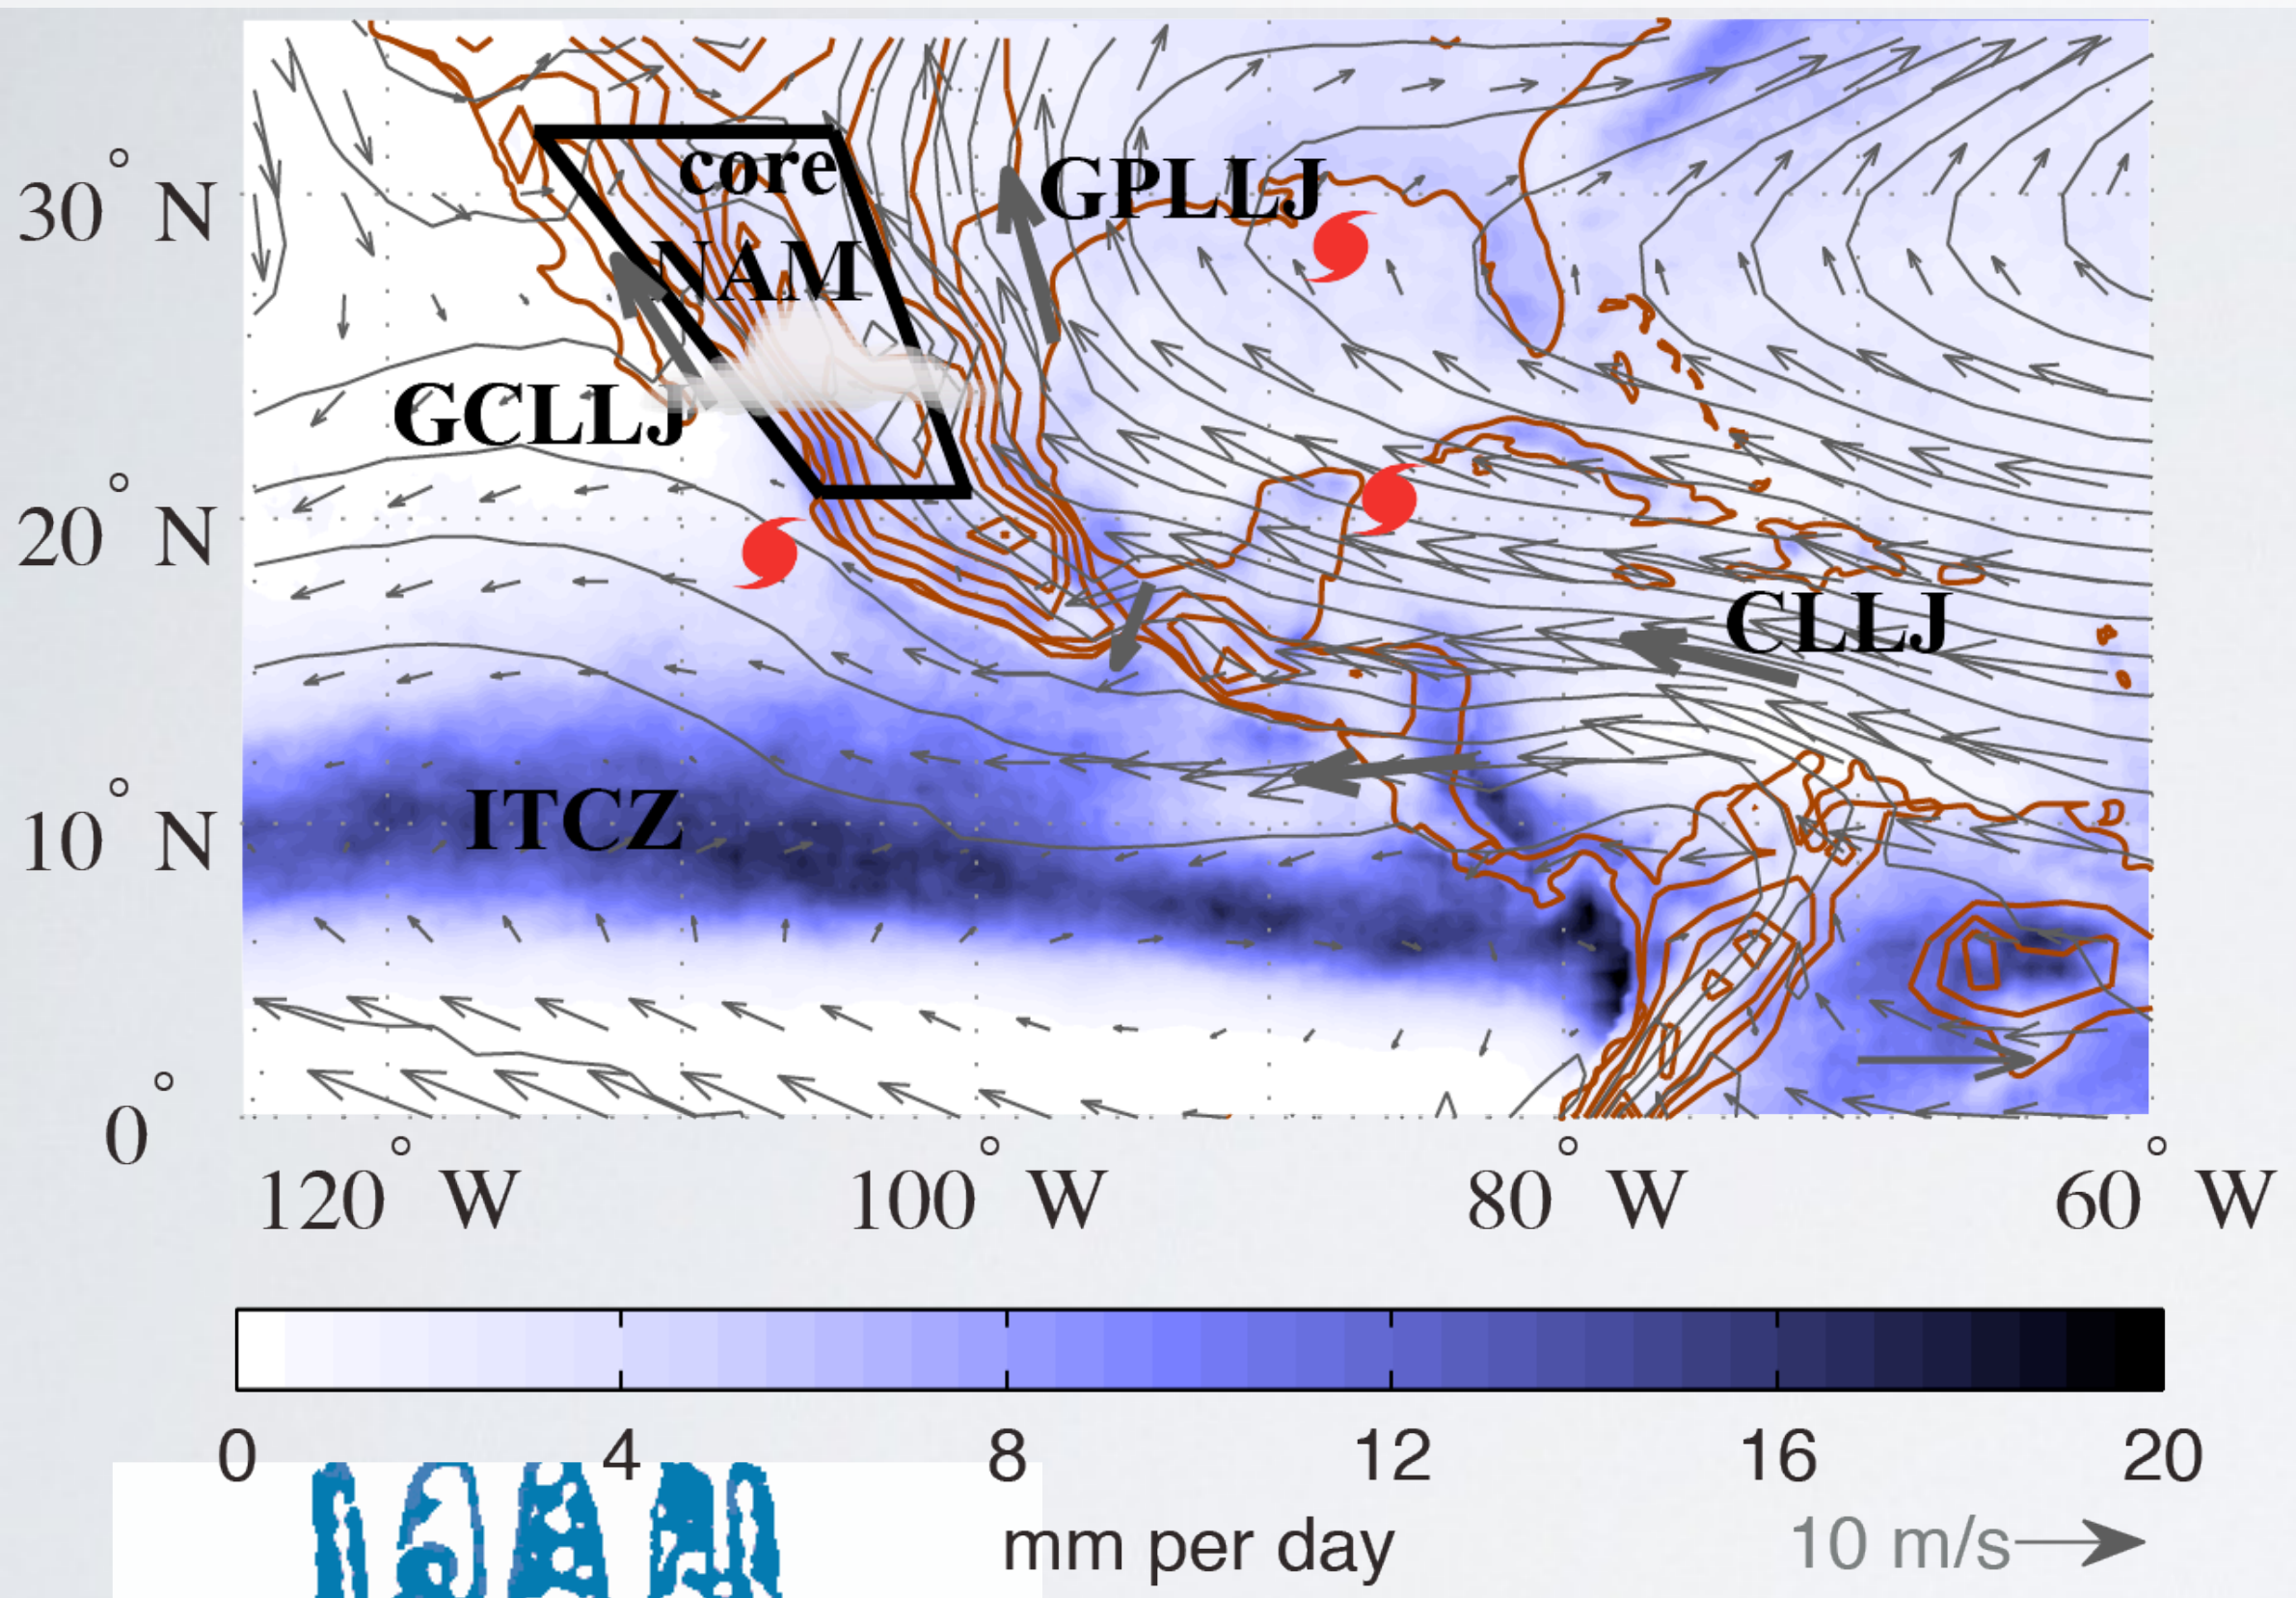 core
30° N
GPLLJ
NAM
GCLLJ
20° N
CLLJ
ITCZ
10° N
0°
120° W 100° W 80° W 60° W
0 4 8 12 16 20
mm per day
10 m/s